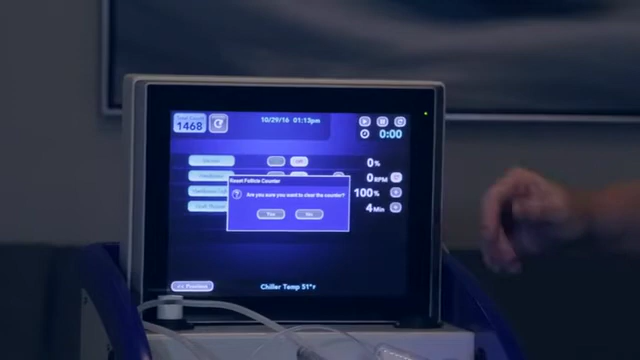 1468
10/29/16 01:13pm
0:00
Off
0%
0 RPM
100%
4 Min
Reset Follicle Counter
Are you sure you want to clear the counter?
Yes No
<< Previous
Chiller Temp 51°F